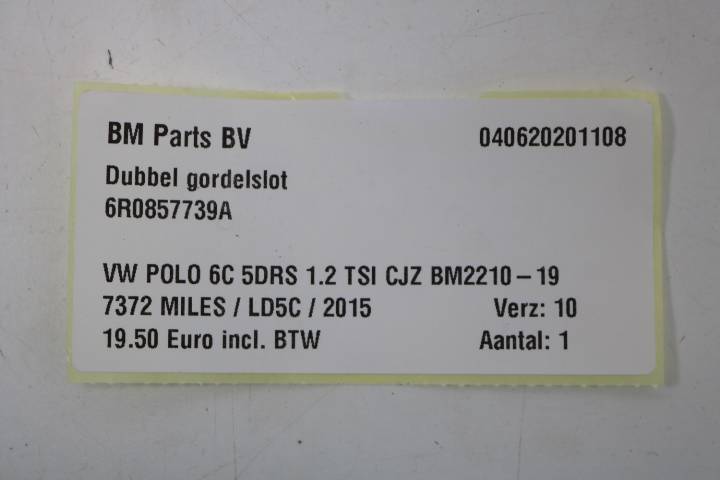 BM Parts BV 040620201108
Dubbel gordelslot
6R0857739A
VW POLO 6C 5DRS 1.2 TSI CJZ BM2210-19
7372 MILES / LD5C / 2015 Verz: 10
19.50 Euro incl. BTW Aantal: 1